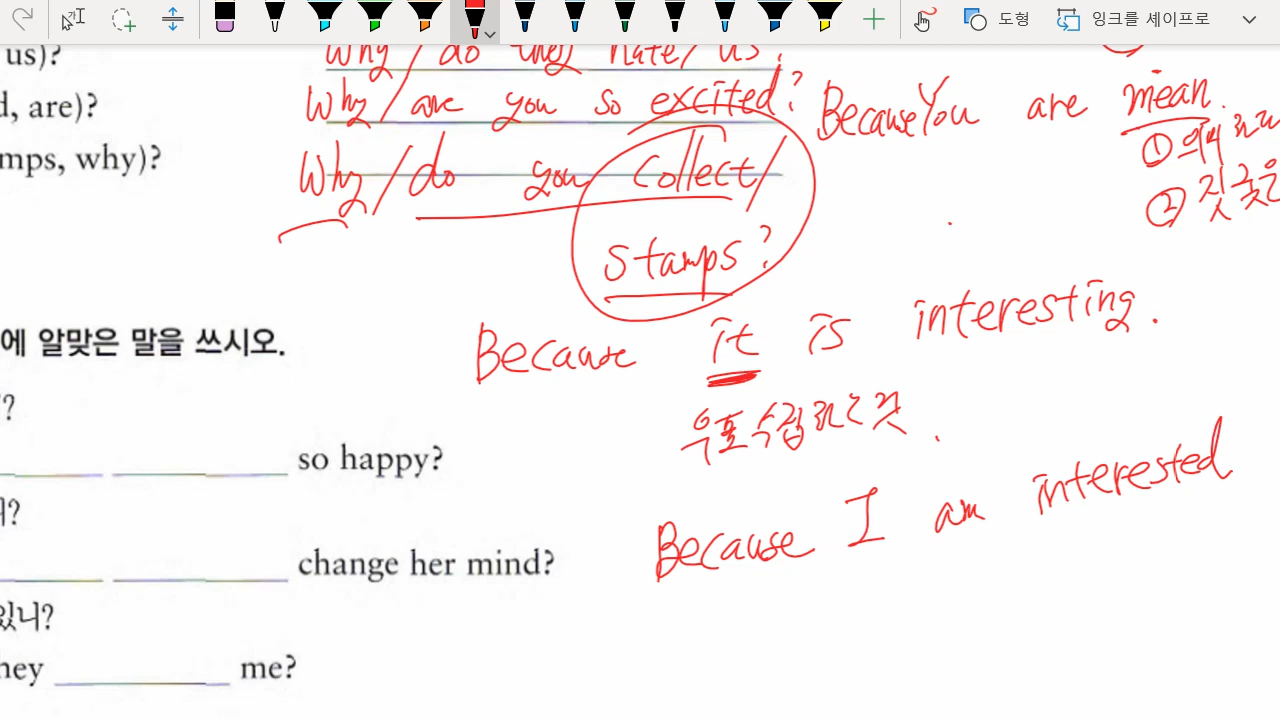 도형 잉크를 셰이프로
us)? Why / do they hate / us?
d, are)? Why / are you so excited? Because You are mean.
mps, why)? Why / do you collect /
① 의미
② 짓궂은
stamps?
Because it is interesting.
에 알맞은 말을 쓰시오.
우표 수집하는 것
?
so happy?
Because I am interested
?
change her mind?
있니?
hey me?